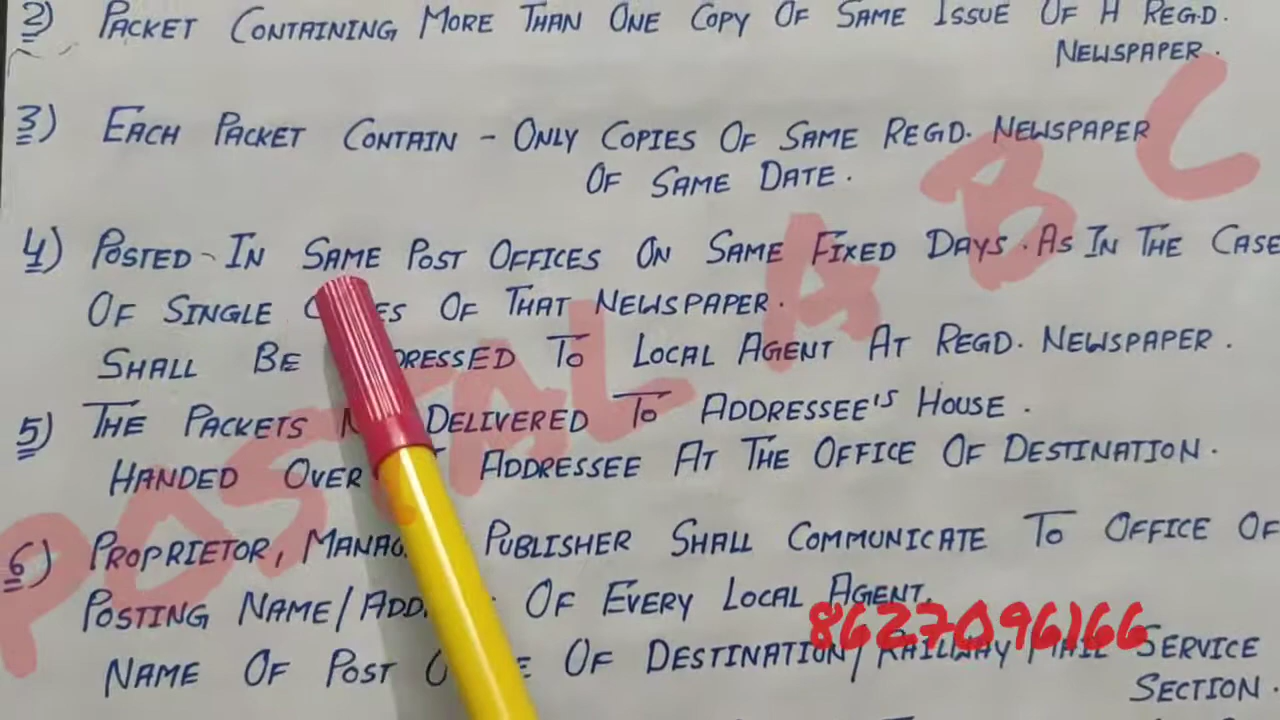 2) PACKET CONTAINING MORE THAN ONE COPY OF SAME ISSUE OF A REGD.
NEWSPAPER.
3) EACH PACKET CONTAIN - ONLY COPIES OF SAME REGD. NEWSPAPER
OF SAME DATE.
4) POSTED - IN SAME POST OFFICES ON SAME FIXED DAYS. AS IN THE CASE
OF SINGLE OF THAT NEWSPAPER.
SHALL BE TO LOCAL AGENT AT REGD. NEWSPAPER.
5) THE PACKETS DELIVERED TO ADDRESSEE'S HOUSE.
HANDED OVER ADDRESSEE AT THE OFFICE OF DESTINATION.
6) PROPRIETOR, PUBLISHER SHALL COMMUNICATE TO OFFICE OF
POSTING NAME/ OF EVERY LOCAL AGENT.
NAME OF POST OF DESTINATION/RAILWAY MAIL SERVICE
SECTION.
POSTAL A B C
8627096166